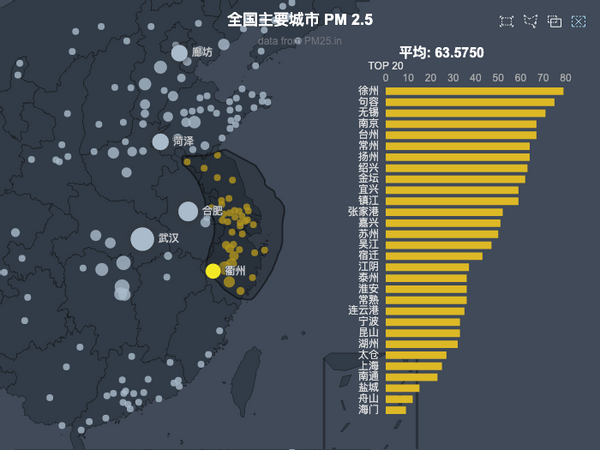 全国主要城市 PM 2.5
data from PM25.in
平均: 63.5750
TOP 20
0 10 20 30 40 50 60 70 80
徐州
句容
无锡
南京
台州
常州
扬州
绍兴
金坛
宜兴
镇江
张家港
嘉兴
苏州
吴江
宿迁
江阴
泰州
淮安
常熟
连云港
宁波
昆山
湖州
太仓
上海
南通
盐城
舟山
海门
廊坊
菏泽
合肥
武汉
衢州